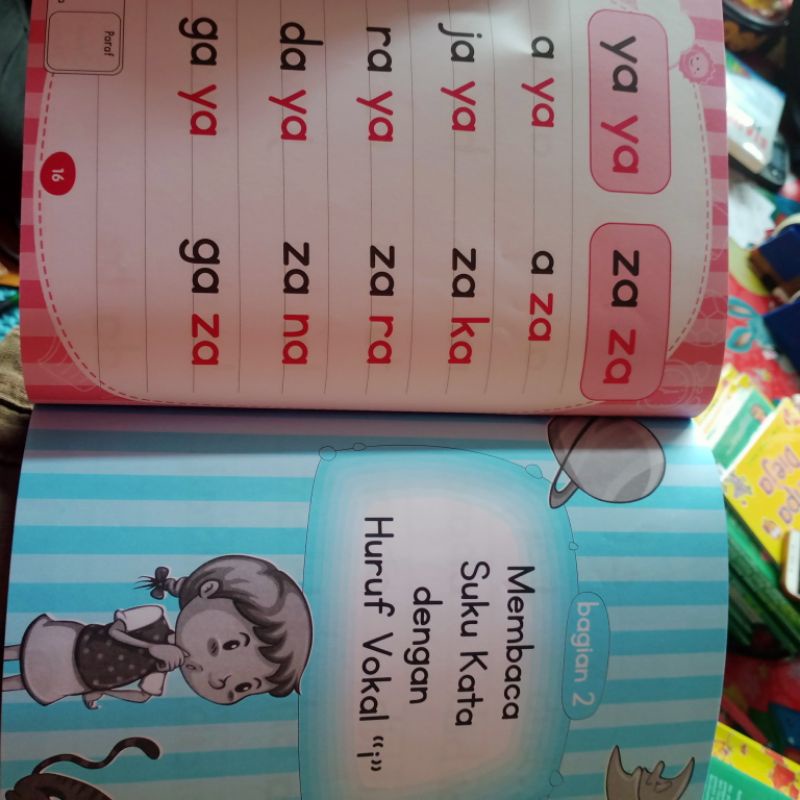 ya ya za za
a ya a za
ja ya za ka
ra ya za ra
da ya za na
ga ya ga za
Paraf
16
bagian 2
Membaca
Suku Kata
dengan
Huruf Vokal “i”